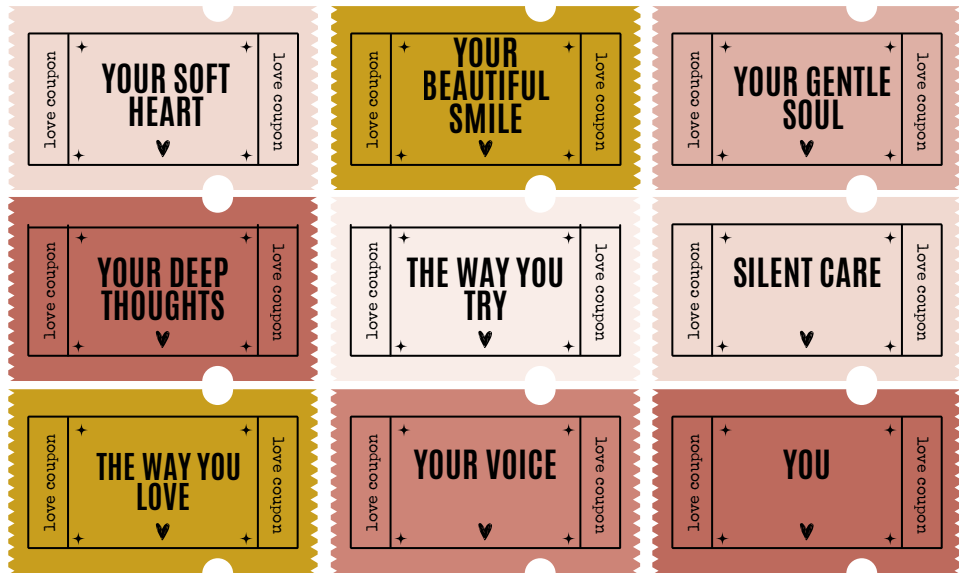 love coupon
YOUR SOFT
HEART
love coupon
love coupon
YOUR
BEAUTIFUL
SMILE
love coupon
love coupon
YOUR GENTLE
SOUL
love coupon
love coupon
YOUR DEEP
THOUGHTS
love coupon
love coupon
THE WAY YOU
TRY
love coupon
love coupon
SILENT CARE
love coupon
love coupon
THE WAY YOU
LOVE
love coupon
love coupon
YOUR VOICE
love coupon
love coupon
YOU
love coupon